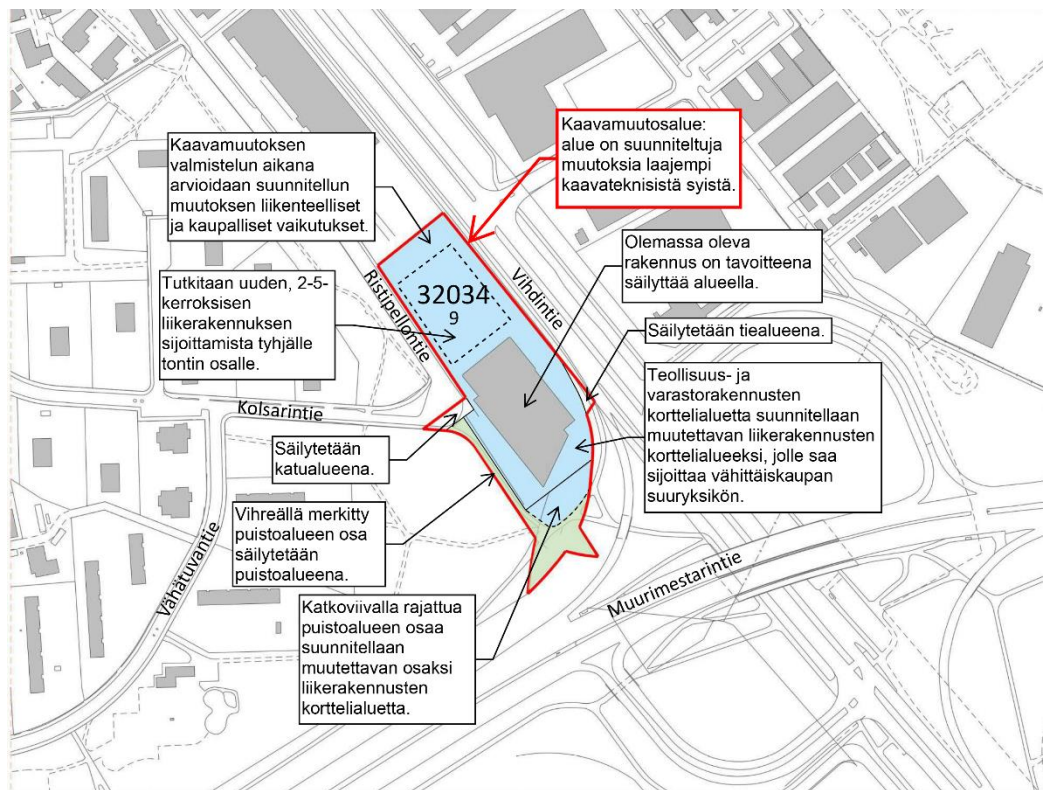 Kaavamuutoksen
valmistelun aikana
arvioidaan suunnitellun
muutoksen liikenteelliset
ja kaupalliset vaikutukset.
Kaavamuutosalue:
alue on suunniteltuja
muutoksia laajempi
kaavateknisistä syistä.
Olemassa oleva
rakennus on tavoitteena
säilyttää alueella.
Tutkitaan uuden, 2-5-
kerroksisen
liikerakennuksen
sijoittamista tyhjälle
tontin osalle.
Ristipellontie
32034
9
Vihdintie
Säilytetään tiealueena.
Teollisuus- ja
varastorakennusten
korttelialuetta suunnitellaan
muutettavan liikerakennusten
korttelialueeksi, jolle saa
sijoittaa vähittäiskaupan
suuryksikön.
Kolsarintie
Säilytetään
katualueena.
Vihreällä merkitty
puistoalueen osa
säilytetään
puistoalueena.
Vähätuvantie
Muurimestarintie
Katkoviivalla rajattua
puistoalueen osaa
suunnitellaan
muutettavan osaksi
liikerakennusten
korttelialuetta.